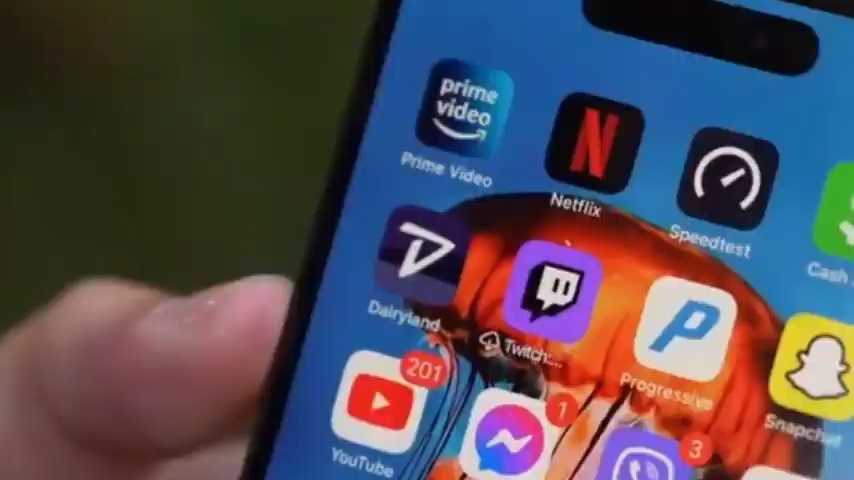 prime
video
Prime Video
N
Netflix
Speedtest
Cash
Dairyland
Twitch:...
P
Progressive
Snapchat
201
YouTube
1
3